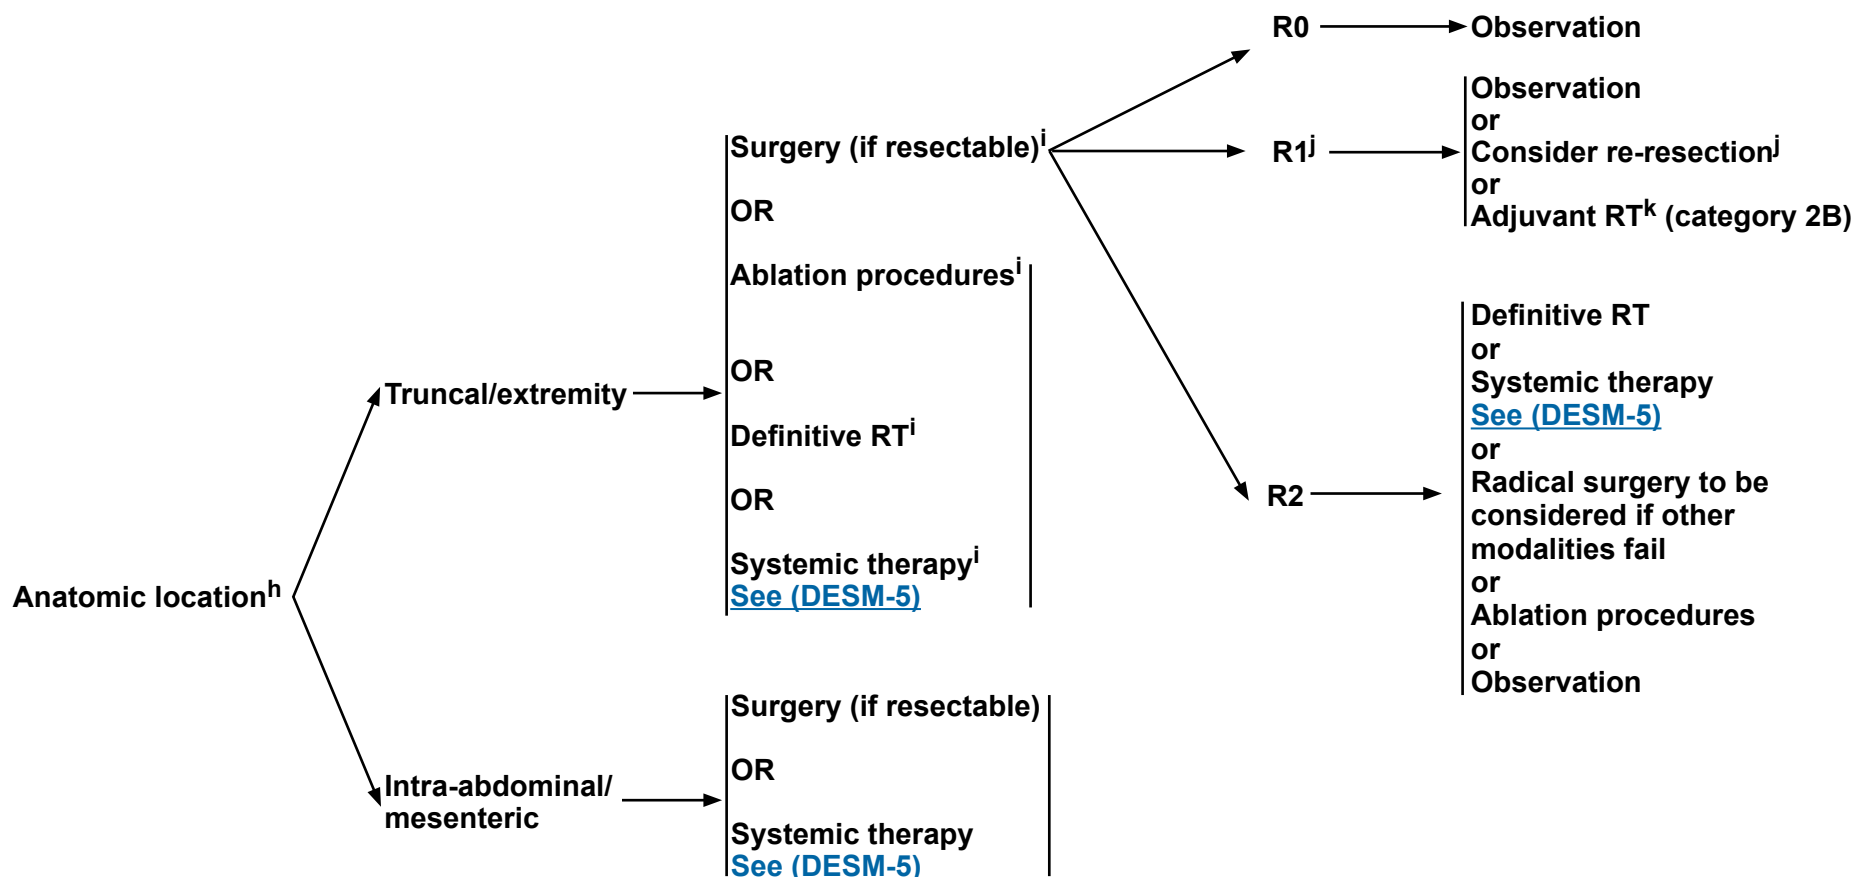 Anatomic locationʰ
Truncal/extremity
Surgery (if resectable)ⁱ
OR
Ablation proceduresⁱ
OR
Definitive RTⁱ
OR
Systemic therapyⁱ
See (DESM-5)
R0
Observation
R1ʲ
Observation
or
Consider re-resectionʲ
or
Adjuvant RTᵏ (category 2B)
R2
Definitive RT
or
Systemic therapy
See (DESM-5)
or
Radical surgery to be
considered if other
modalities fail
or
Ablation procedures
or
Observation
Intra-abdominal/
mesenteric
Surgery (if resectable)
OR
Systemic therapy
See (DESM-5)